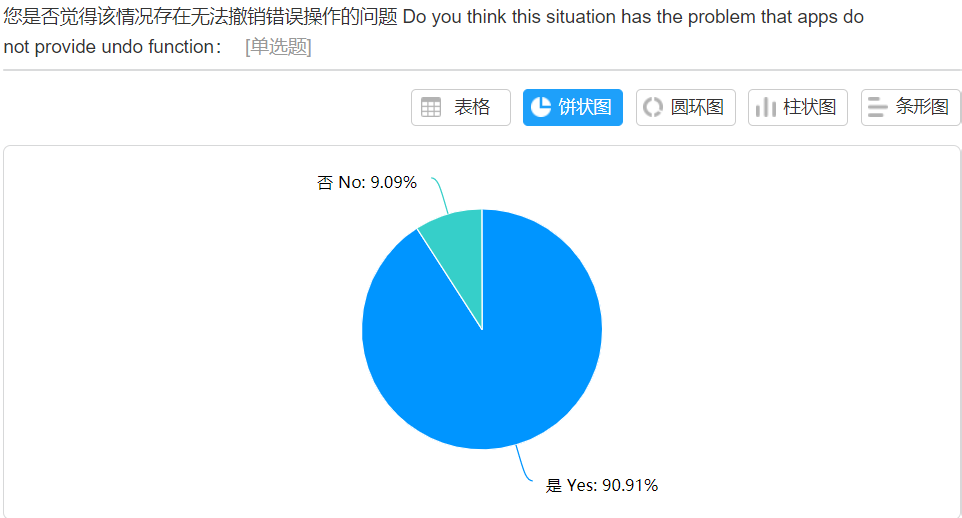 您是否觉得该情况存在无法撤销错误操作的问题 Do you think this situation has the problem that apps do
not provide undo function： [单选题]
表格 饼状图 圆环图 柱状图 条形图
否 No: 9.09%
是 Yes: 90.91%